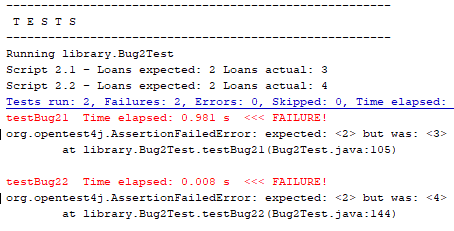 -------------------------------------------------------
T E S T S
-------------------------------------------------------
Running library.Bug2Test
Script 2.1 - Loans expected: 2 Loans actual: 3
Script 2.2 - Loans expected: 2 Loans actual: 4
Tests run: 2, Failures: 2, Errors: 0, Skipped: 0, Time elapsed:
testBug21  Time elapsed: 0.981 s  <<< FAILURE!
org.opentest4j.AssertionFailedError: expected: <2> but was: <3>
at library.Bug2Test.testBug21(Bug2Test.java:105)
testBug22  Time elapsed: 0.008 s  <<< FAILURE!
org.opentest4j.AssertionFailedError: expected: <2> but was: <4>
at library.Bug2Test.testBug22(Bug2Test.java:144)